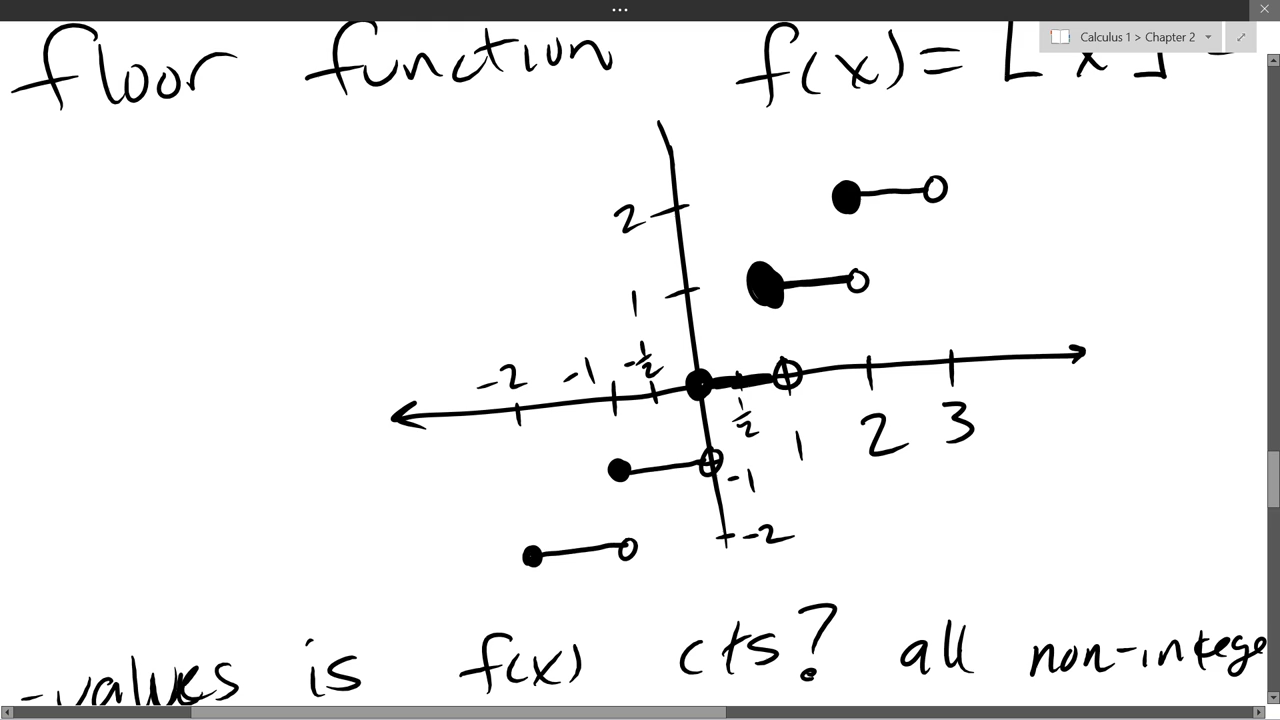 Calculus 1 > Chapter 2
floor function f(x) = ⌊x⌋ =
2
1
-2 -1 -1/2
1/2 1 2 3
-1
-2
-values is f(x) cts? all non-intege